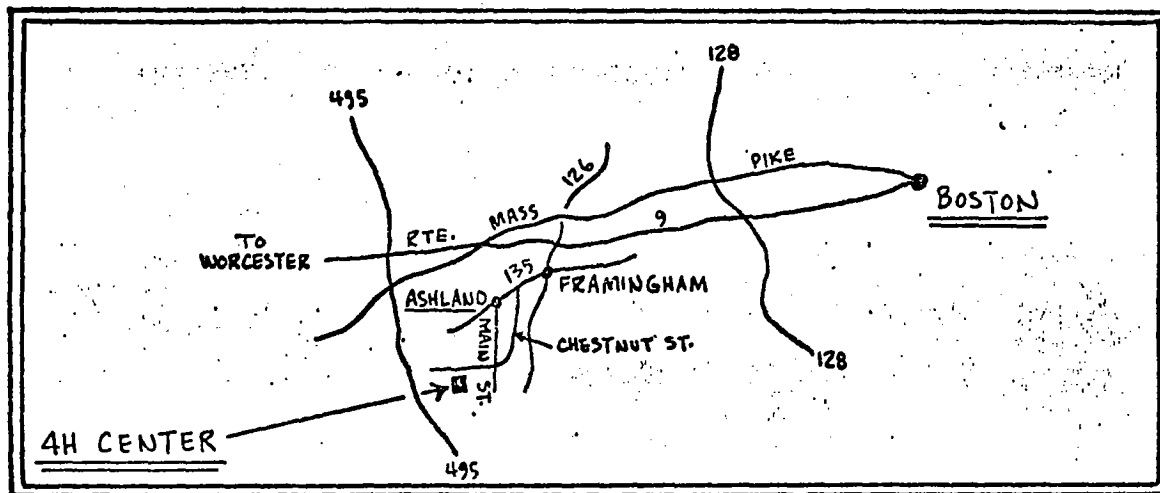 128
495
126
PIKE
MASS
BOSTON
9
RTE.
TO
WORCESTER
135
FRAMINGHAM
ASHLAND
MAIN ST.
CHESTNUT ST.
128
4H CENTER
495